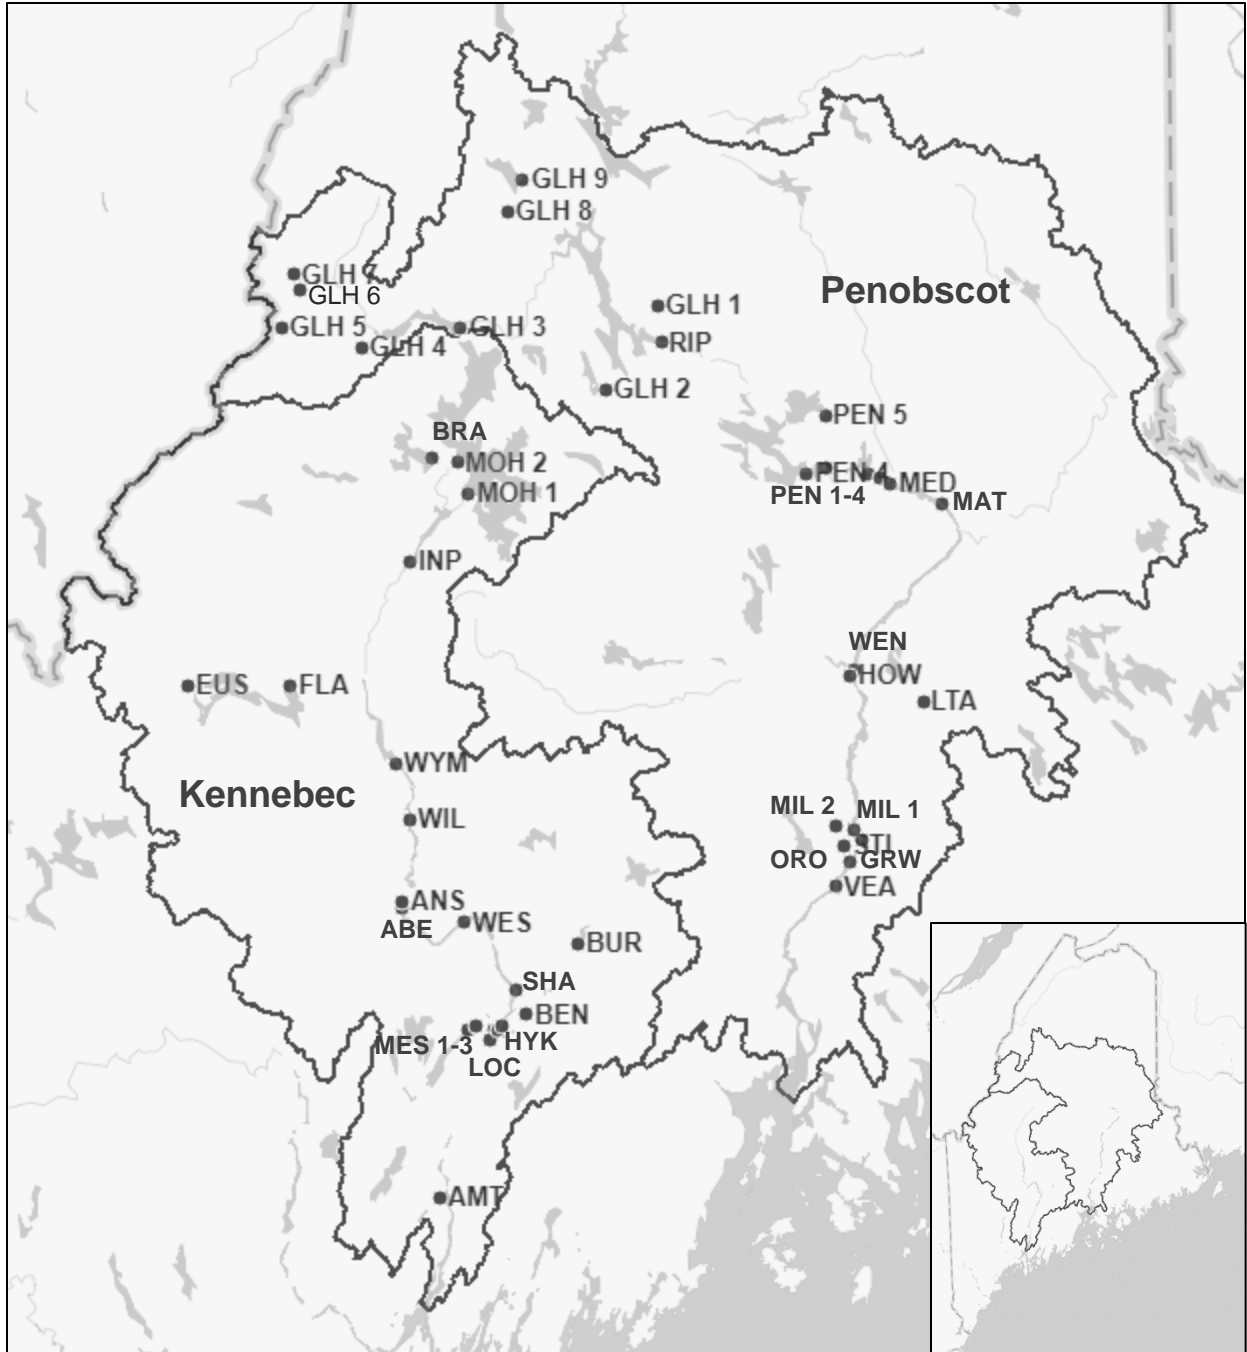 GLH 9
GLH 8
GLH 7
GLH 6
Penobscot
GLH 1
GLH 5
GLH 3
GLH 4
RIP
GLH 2
PEN 5
BRA
MOH 2
PEN 4
MED
MOH 1
PEN 1-4
MAT
INP
WEN
HOW
EUS
FLA
LTA
WYM
Kennebec
MIL 2
MIL 1
WIL
STI
ORO
GRW
VEA
ANS
ABE
WES
BUR
SHA
BEN
MES 1-3
HYK
LOC
AMT